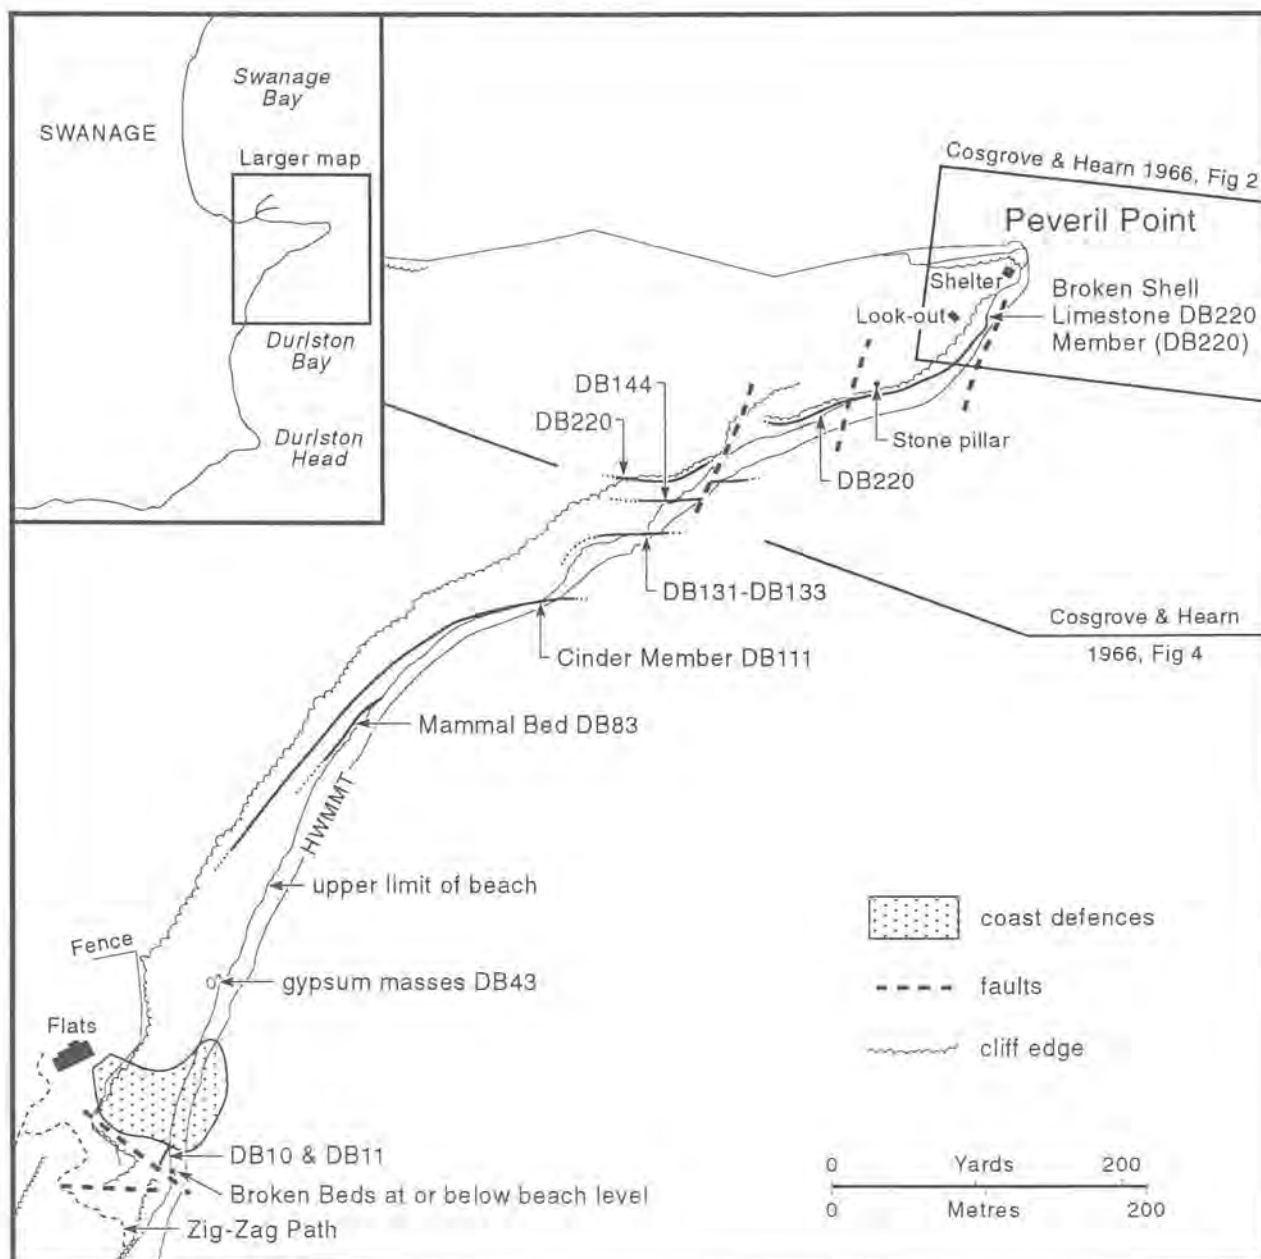 Swanage
Bay
SWANAGE
Larger map
Durlston
Bay
Durlston
Head
Cosgrove & Hearn 1966, Fig 2
Peveril Point
Shelter
Look-out
Broken Shell
Limestone DB220
Member (DB220)
DB144
DB220
Stone pillar
DB220
DB131-DB133
Cosgrove & Hearn
1966, Fig 4
Cinder Member DB111
Mammal Bed DB83
HWMMT
upper limit of beach
coast defences
Fence
gypsum masses DB43
faults
Flats
cliff edge
DB10 & DB11
Broken Beds at or below beach level
Zig-Zag Path
0 Yards 200
0 Metres 200